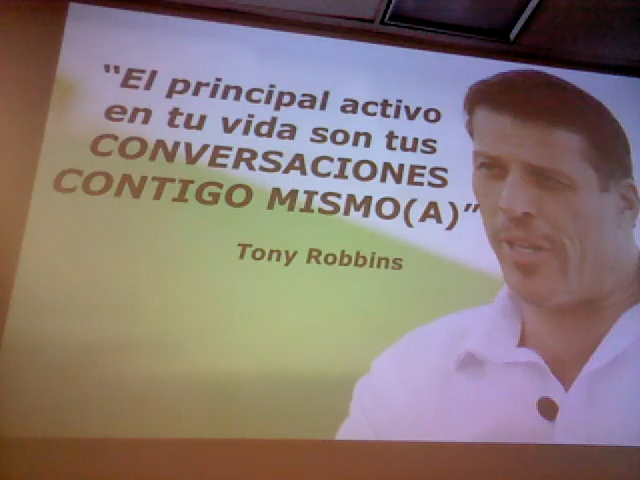 “El principal activo
en tu vida son tus
CONVERSACIONES
CONTIGO MISMO(A)”
Tony Robbins